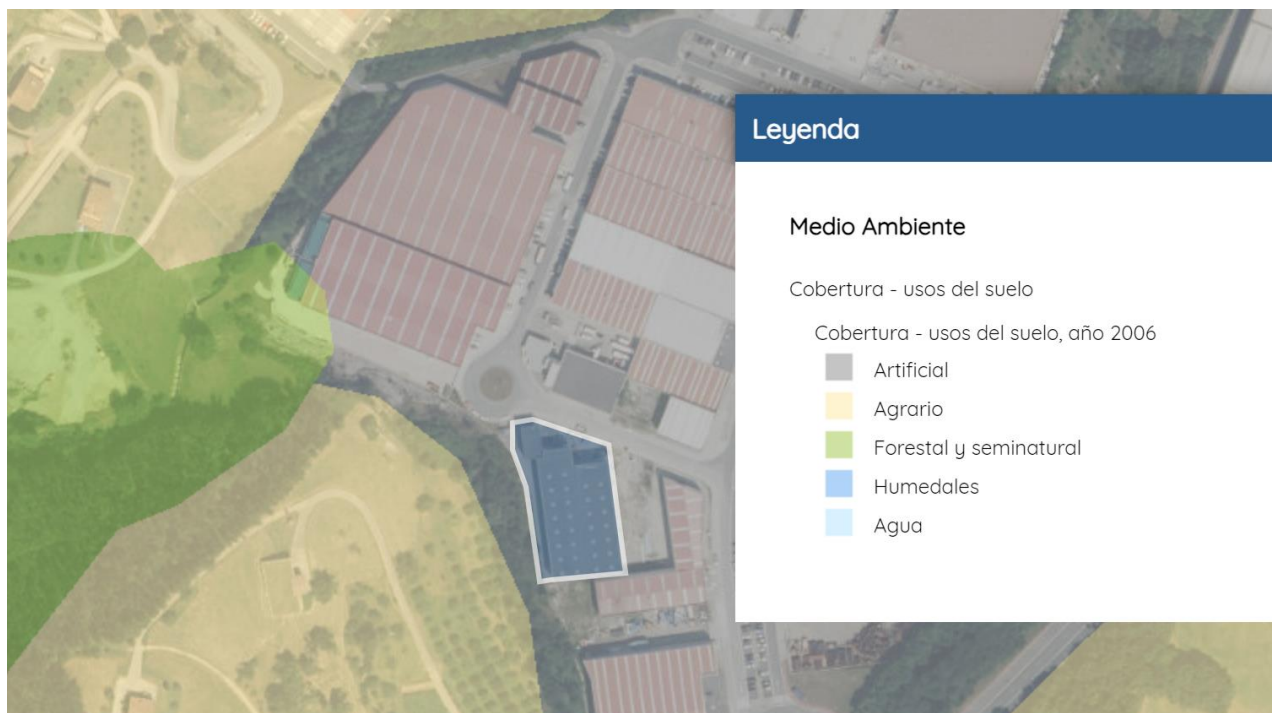 Leyenda
Medio Ambiente
Cobertura - usos del suelo
Cobertura - usos del suelo, año 2006
Artificial
Agrario
Forestal y seminatural
Humedales
Agua